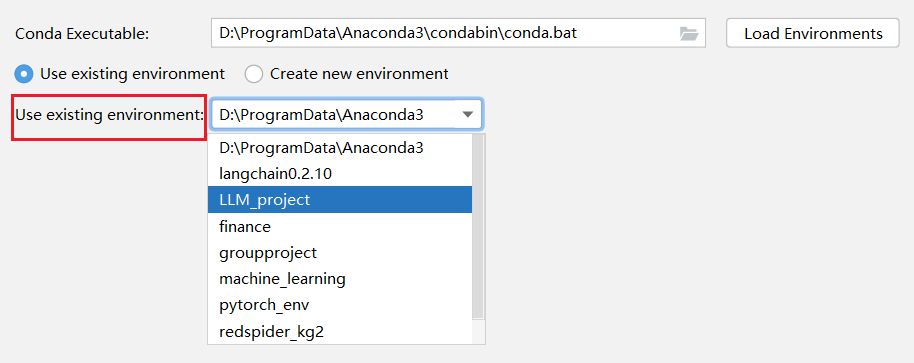 Conda Executable: D:\ProgramData\Anaconda3\condabin\conda.bat Load Environments
Use existing environment Create new environment
Use existing environment: D:\ProgramData\Anaconda3
D:\ProgramData\Anaconda3
langchain0.2.10
LLM_project
finance
groupproject
machine_learning
pytorch_env
redspider_kg2